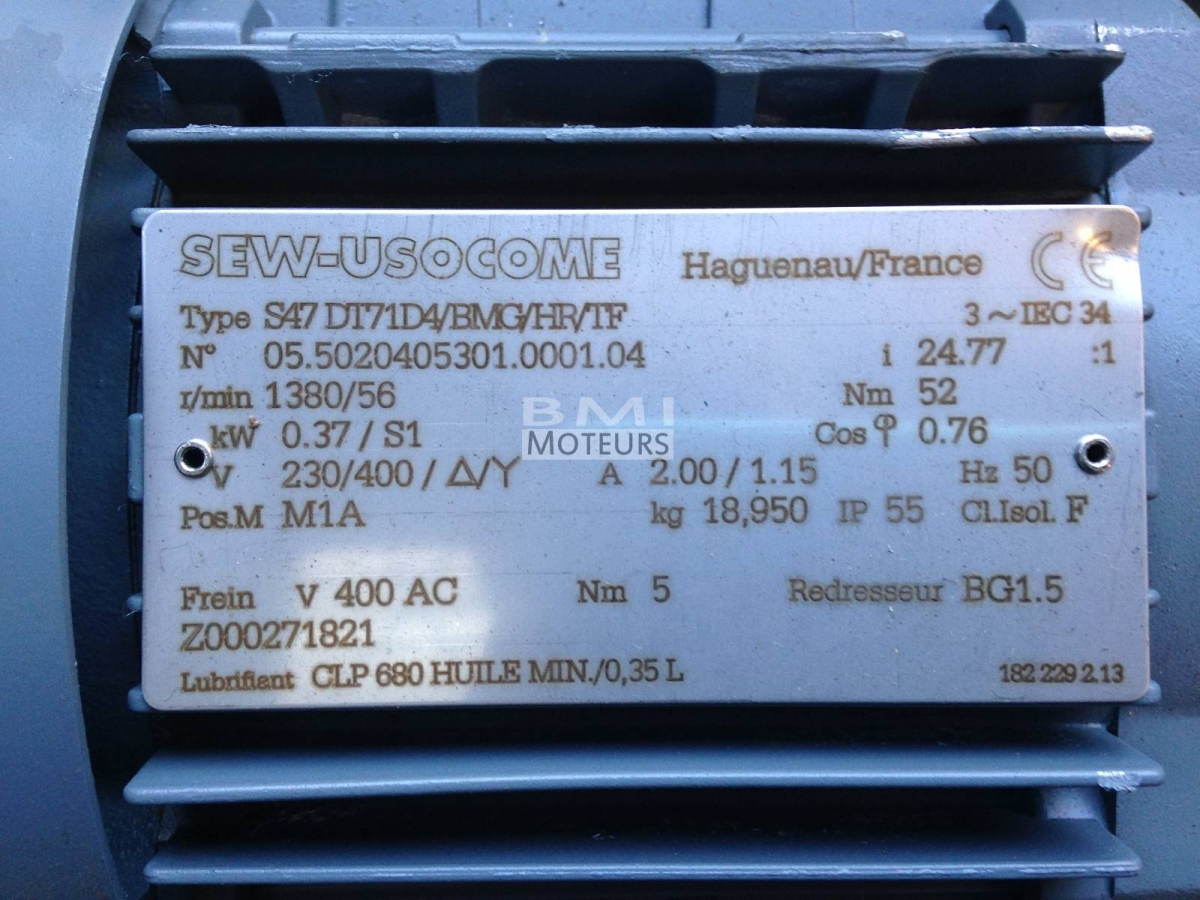 SEW-USOCOME Haguenau/France CE
Type S47 DT71D4/BMG/HR/TF 3 ~ IEC 34
N° 05.5020405301.0001.04 i 24.77 :1
r/min 1380/56 Nm 52
kW 0.37 / S1 Cos φ 0.76
V 230/400 / Δ/Y A 2.00 / 1.15 Hz 50
Pos.M M1A kg 18,950 IP 55 Cl.Isol. F
Frein V 400 AC Nm 5 Redresseur BG1.5
Z000271821
Lubrifiant CLP 680 HUILE MIN./0,35 L 182 229 2.13
BMI
MOTEURS